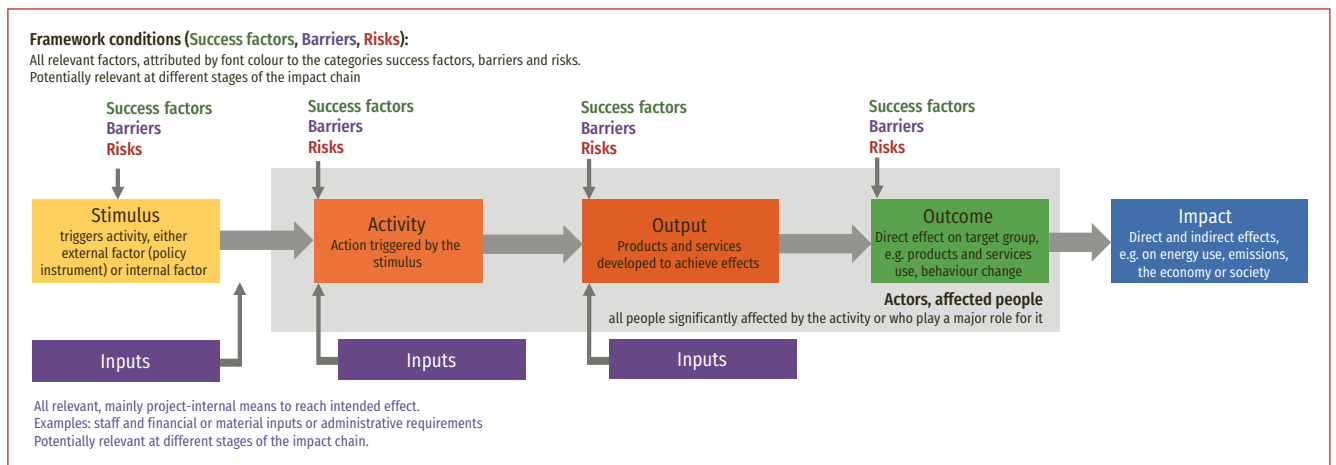 Framework conditions (Success factors, Barriers, Risks):
All relevant factors, attributed by font colour to the categories success factors, barriers and risks.
Potentially relevant at different stages of the impact chain
Success factors
Barriers
Risks
Success factors
Barriers
Risks
Success factors
Barriers
Risks
Success factors
Barriers
Risks
Stimulus
triggers activity, either
external factor (policy
instrument) or internal factor
Activity
Action triggered by the
stimulus
Output
Products and services
developed to achieve effects
Outcome
Direct effect on target group,
e.g. products and services
use, behaviour change
Impact
Direct and indirect effects,
e.g. on energy use, emissions,
the economy or society
Actors, affected people
all people significantly affected by the activity or who play a major role for it
Inputs
Inputs
Inputs
All relevant, mainly project-internal means to reach intended effect.
Examples: staff and financial or material inputs or administrative requirements
Potentially relevant at different stages of the impact chain.